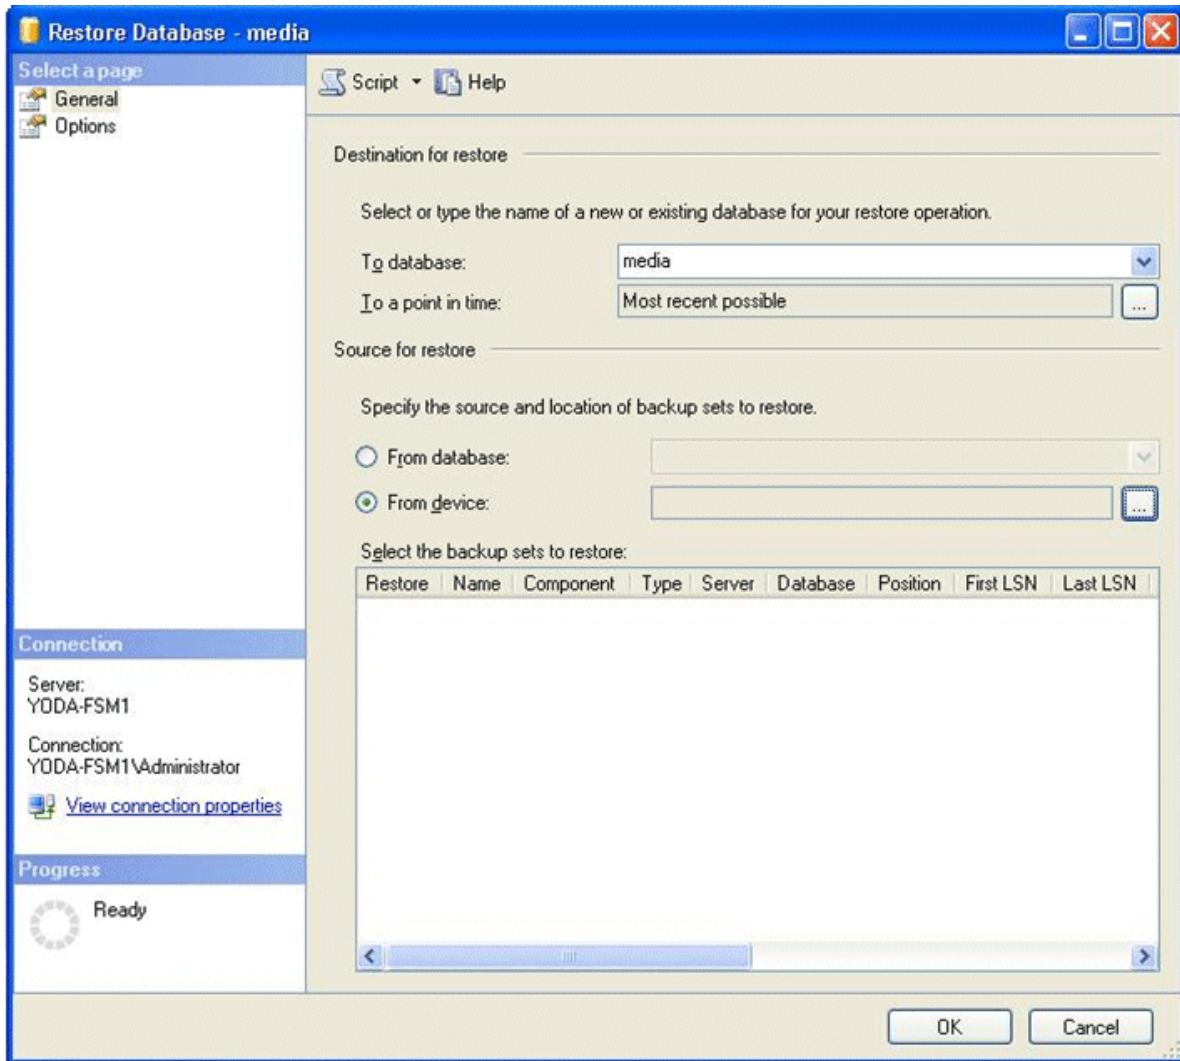 Restore Database - media
Select a page
General
Options
Script
Help
Destination for restore
Select or type the name of a new or existing database for your restore operation.
To database:
media
To a point in time:
Most recent possible
...
Source for restore
Specify the source and location of backup sets to restore.
From database:
From device:
...
Select the backup sets to restore:
Restore Name Component Type Server Database Position First LSN Last LSN
Connection
Server:
YODA-FSM1
Connection:
YODA-FSM1\Administrator
View connection properties
Progress
Ready
OK
Cancel